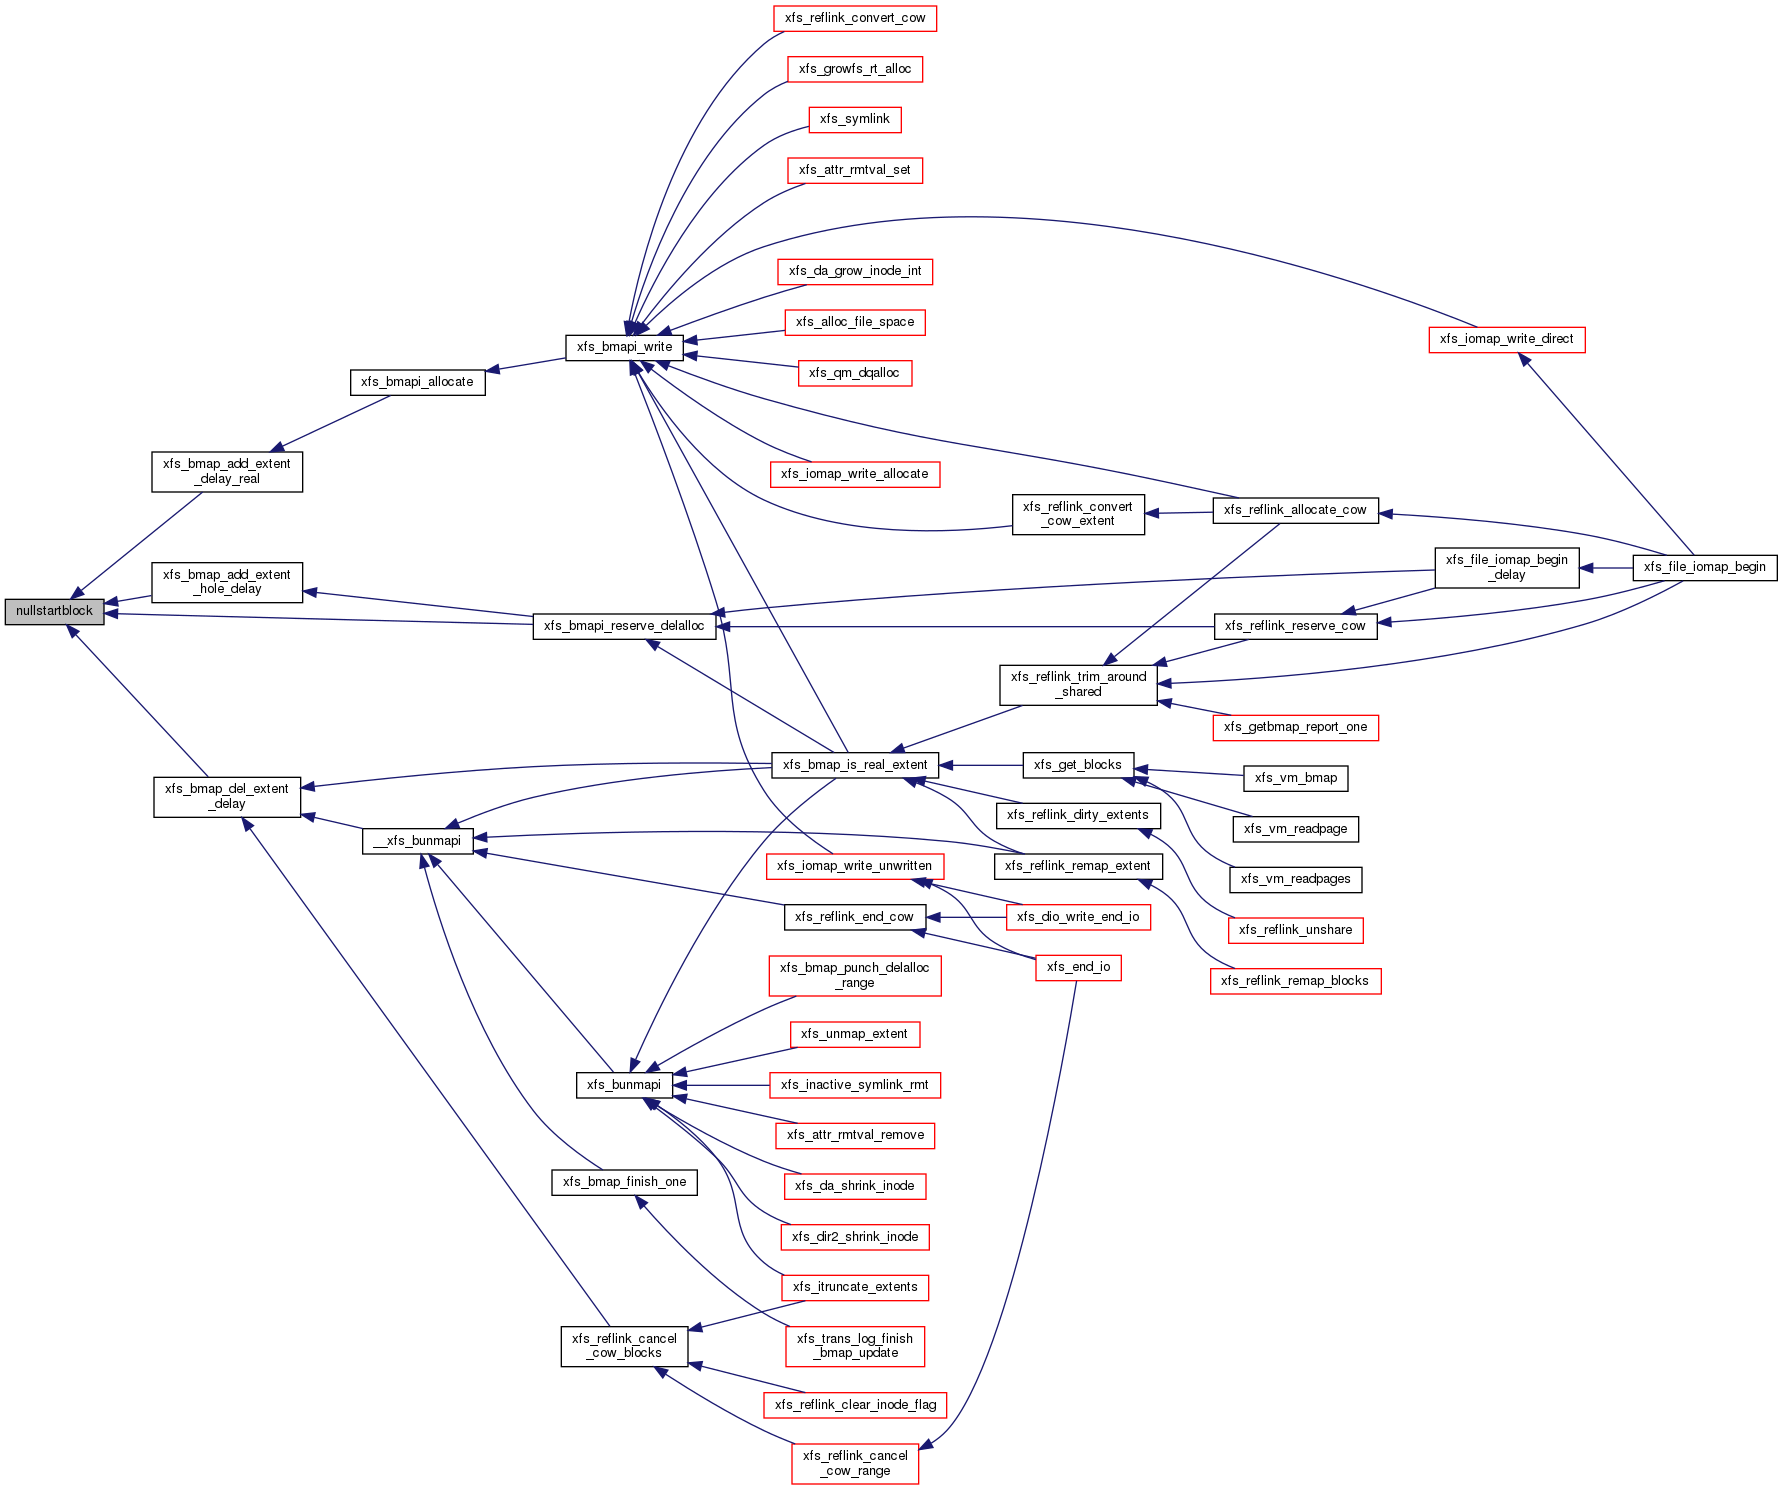 xfs_reflink_convert_cow
xfs_growfs_rt_alloc
xfs_symlink
xfs_attr_rmtval_set
xfs_da_grow_inode_int
xfs_alloc_file_space
xfs_iomap_write_direct
xfs_bmapi_write
xfs_qm_dqalloc
xfs_bmapi_allocate
xfs_bmap_add_extent
_delay_real
xfs_iomap_write_allocate
xfs_reflink_convert
_cow_extent
xfs_reflink_allocate_cow
xfs_file_iomap_begin
_delay
xfs_file_iomap_begin
xfs_bmap_add_extent
_hole_delay
nullstartblock
xfs_bmapi_reserve_delalloc
xfs_reflink_reserve_cow
xfs_reflink_trim_around
_shared
xfs_getbmap_report_one
xfs_bmap_is_real_extent
xfs_get_blocks
xfs_vm_bmap
xfs_bmap_del_extent
_delay
xfs_reflink_dirty_extents
xfs_vm_readpage
__xfs_bunmapi
xfs_iomap_write_unwritten
xfs_reflink_remap_extent
xfs_vm_readpages
xfs_reflink_end_cow
xfs_dio_write_end_io
xfs_reflink_unshare
xfs_bmap_punch_delalloc
_range
xfs_end_io
xfs_reflink_remap_blocks
xfs_unmap_extent
xfs_bunmapi
xfs_inactive_symlink_rmt
xfs_attr_rmtval_remove
xfs_bmap_finish_one
xfs_da_shrink_inode
xfs_dir2_shrink_inode
xfs_itruncate_extents
xfs_reflink_cancel
_cow_blocks
xfs_trans_log_finish
_bmap_update
xfs_reflink_clear_inode_flag
xfs_reflink_cancel
_cow_range